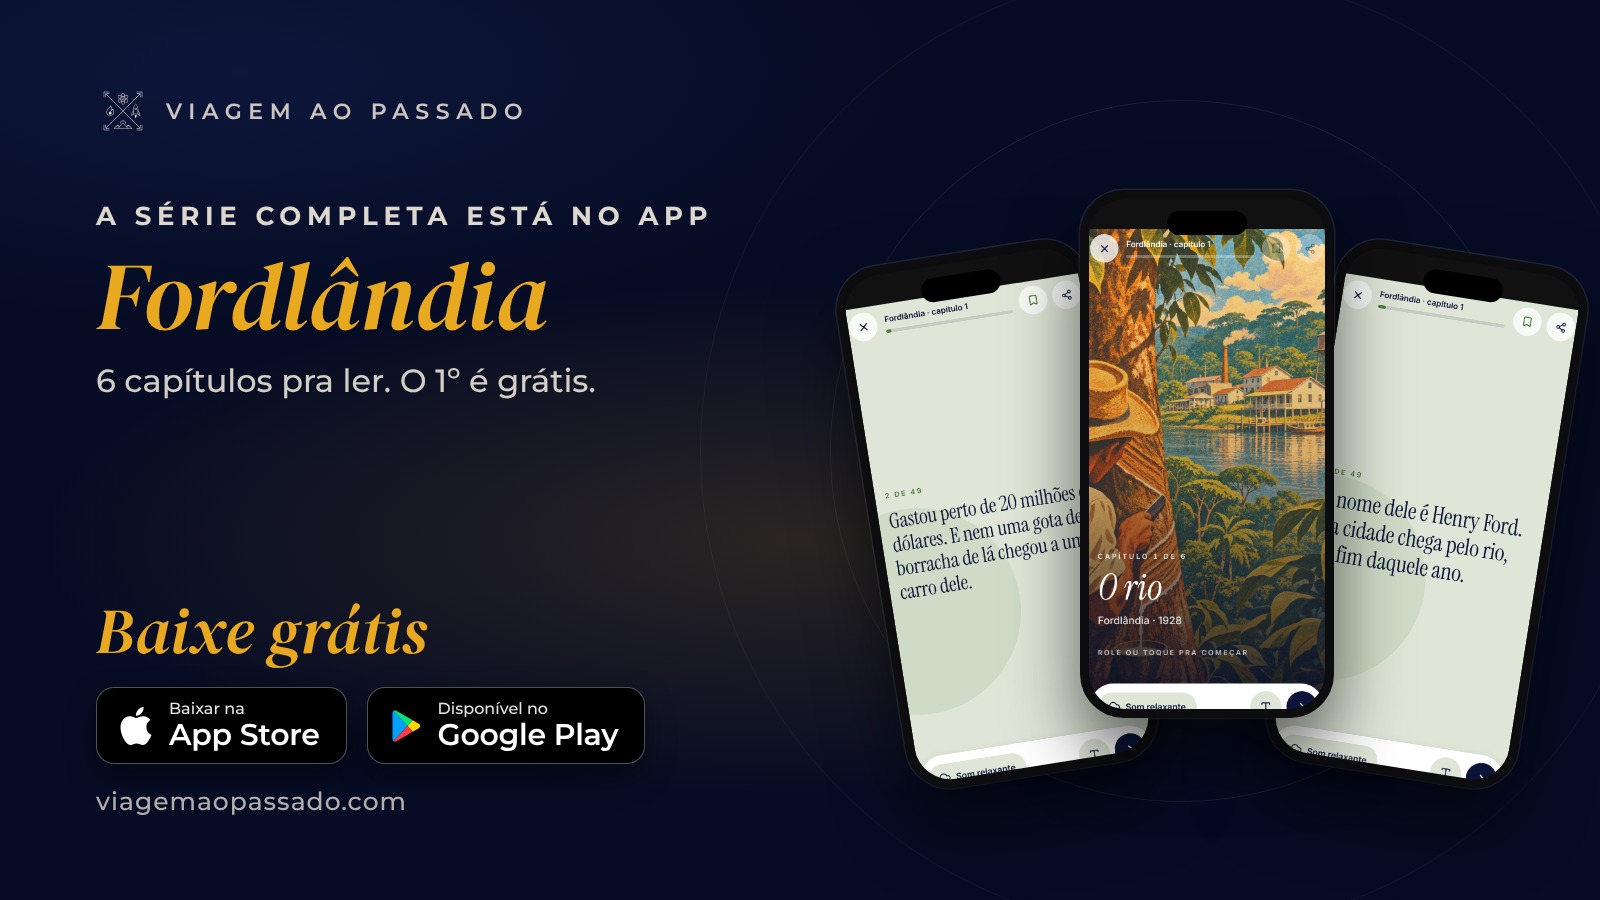 VIAGEM AO PASSADO
A SÉRIE COMPLETA ESTÁ NO APP
Fordlândia
6 capítulos pra ler. O 1º é grátis.
Baixe grátis
Baixar na
App Store
Disponível no
Google Play
viagemaopassado.com
Fordlândia · capítulo 1
2 DE 49
Gastou perto de 20 milhões
dólares. E nem uma gota de
borracha de lá chegou a um
carro dele.
Som relaxante
Fordlândia · capítulo 1
CAPÍTULO 1 DE 6
O rio
Fordlândia · 1928
ROLE OU TOQUE PRA COMEÇAR
Som relaxante
Fordlândia · capítulo 1
DE 49
nome dele é Henry Ford.
a cidade chega pelo rio,
fim daquele ano.
Som relaxante